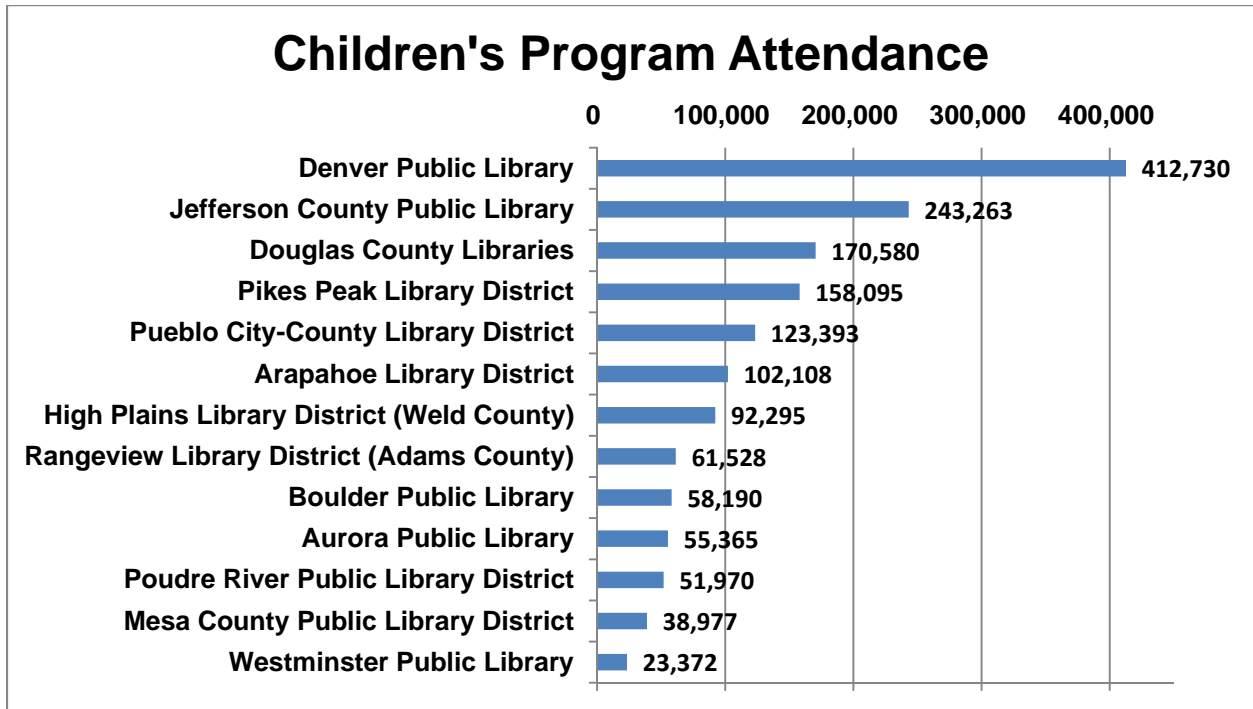 Children's Program Attendance
0 100,000 200,000 300,000 400,000
Denver Public Library 412,730
Jefferson County Public Library 243,263
Douglas County Libraries 170,580
Pikes Peak Library District 158,095
Pueblo City-County Library District 123,393
Arapahoe Library District 102,108
High Plains Library District (Weld County) 92,295
Rangeview Library District (Adams County) 61,528
Boulder Public Library 58,190
Aurora Public Library 55,365
Poudre River Public Library District 51,970
Mesa County Public Library District 38,977
Westminster Public Library 23,372